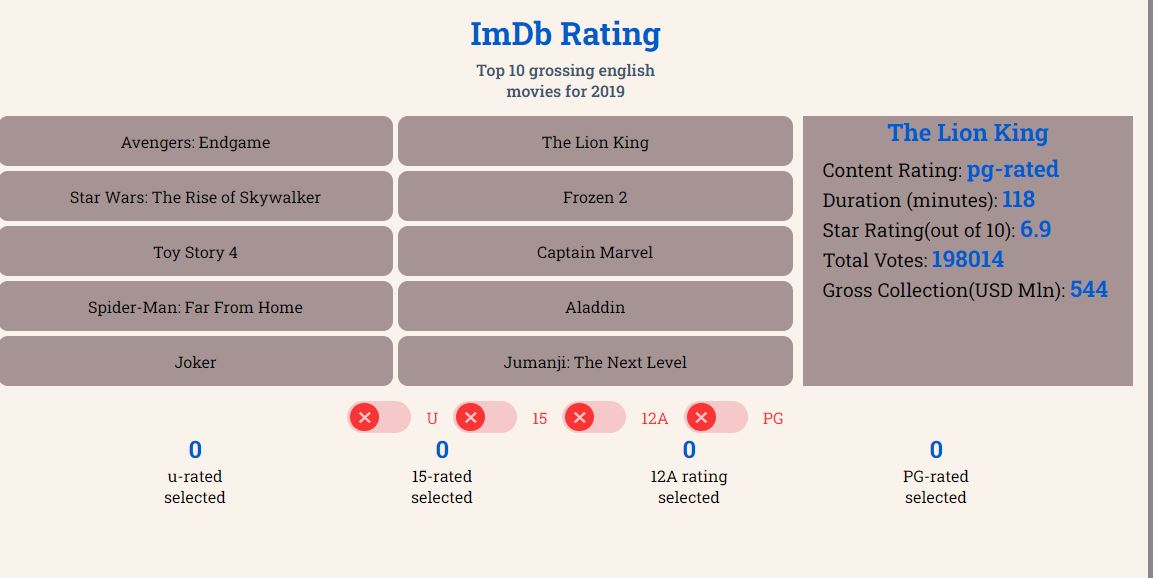 ImDb Rating
Top 10 grossing english
movies for 2019
Avengers: Endgame
The Lion King
Star Wars: The Rise of Skywalker
Frozen 2
Toy Story 4
Captain Marvel
Spider-Man: Far From Home
Aladdin
Joker
Jumanji: The Next Level
The Lion King
Content Rating: pg-rated
Duration (minutes): 118
Star Rating(out of 10): 6.9
Total Votes: 198014
Gross Collection(USD Mln): 544
U
15
12A
PG
0
u-rated
selected
0
15-rated
selected
0
12A rating
selected
0
PG-rated
selected